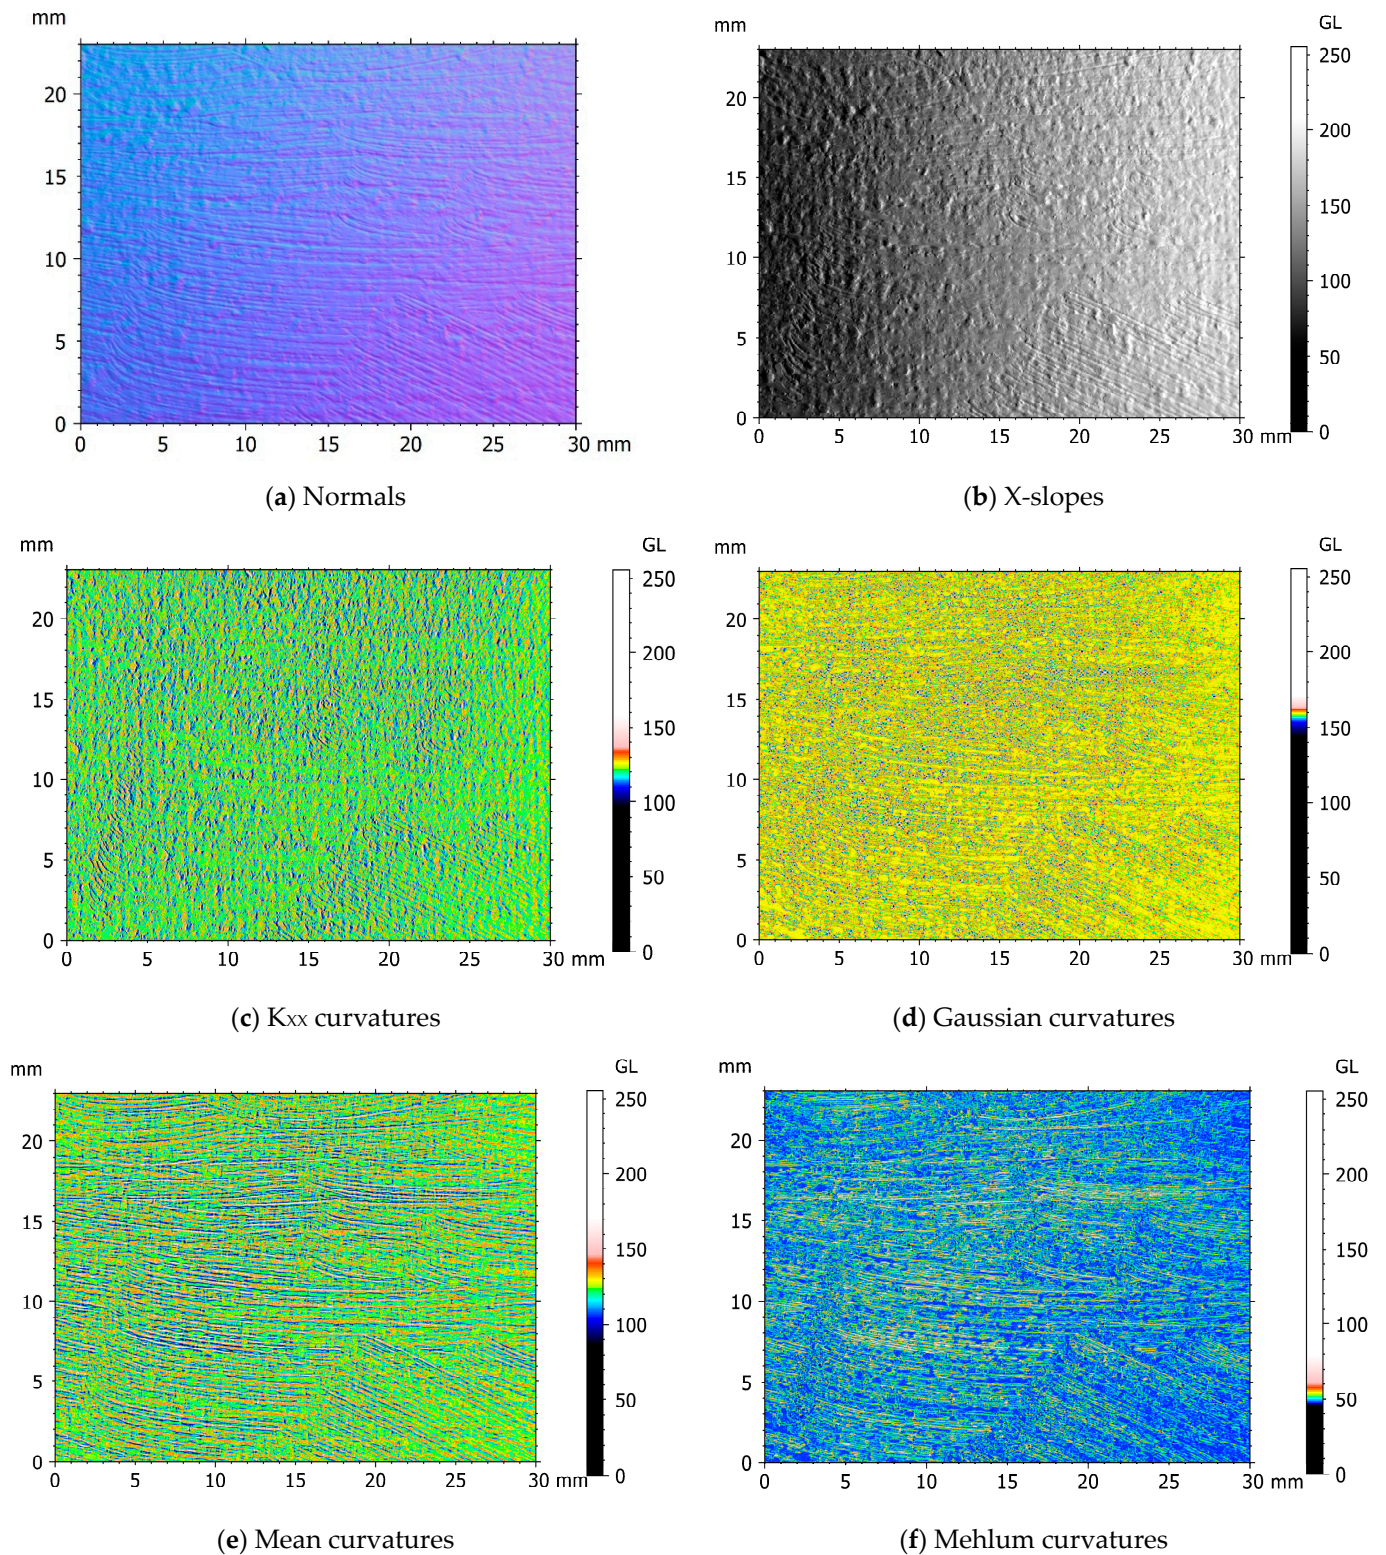 mm
20
15
10
5
0
0 5 10 15 20 25 30 mm
(a) Normals
mm
GL
20
15
10
5
0
0 5 10 15 20 25 30 mm
250
200
150
100
50
0
(b) X-slopes
mm
GL
20
15
10
5
0
0 5 10 15 20 25 30 mm
250
200
150
100
50
0
(c) Kxx curvatures
mm
GL
20
15
10
5
0
0 5 10 15 20 25 30 mm
250
200
150
100
50
0
(d) Gaussian curvatures
mm
GL
20
15
10
5
0
0 5 10 15 20 25 30 mm
250
200
150
100
50
0
(e) Mean curvatures
mm
GL
20
15
10
5
0
0 5 10 15 20 25 30 mm
250
200
150
100
50
0
(f) Mehlum curvatures